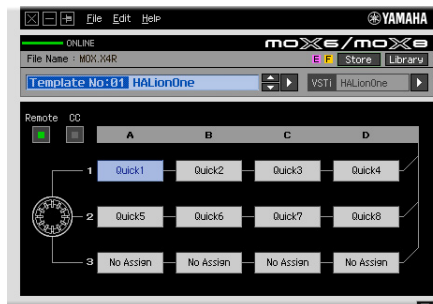 File Edit Help YAMAHA
ONLINE MOX6/MOX8
File Name : MOX.X4R E F Store Library
Template No:01 HALionOne VSTi HALionOne
Remote CC
A B C D
1 Quick1 Quick2 Quick3 Quick4
2 Quick5 Quick6 Quick7 Quick8
3 No Assign No Assign No Assign No Assign